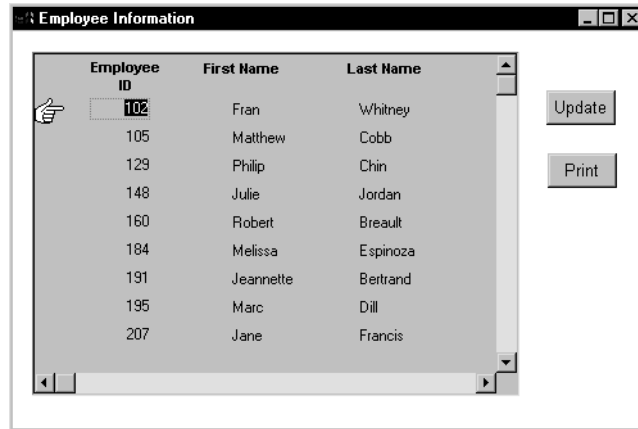 Employee Information
Employee ID First Name Last Name
102 Fran Whitney
105 Matthew Cobb
129 Philip Chin
148 Julie Jordan
160 Robert Breault
184 Melissa Espinoza
191 Jeannette Bertrand
195 Marc Dill
207 Jane Francis
Update
Print